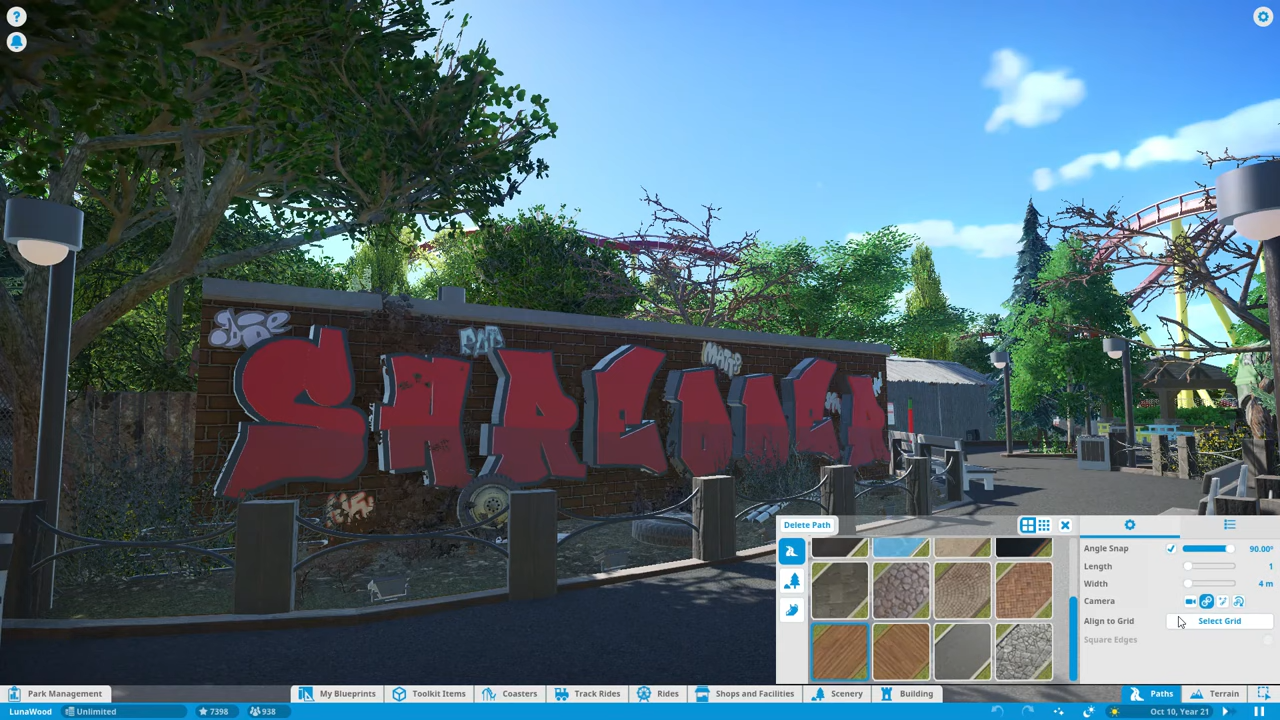 ?
RAD
Delete Path
Angle Snap 90.00°
Length 1
Width 4 m
Camera
Align to Grid Select Grid
Square Edges
Park Management My Blueprints Toolkit Items Coasters Track Rides Rides Shops and Facilities Scenery Building Paths Terrain
LunaWood Unlimited 7398 938 Oct 10, Year 21